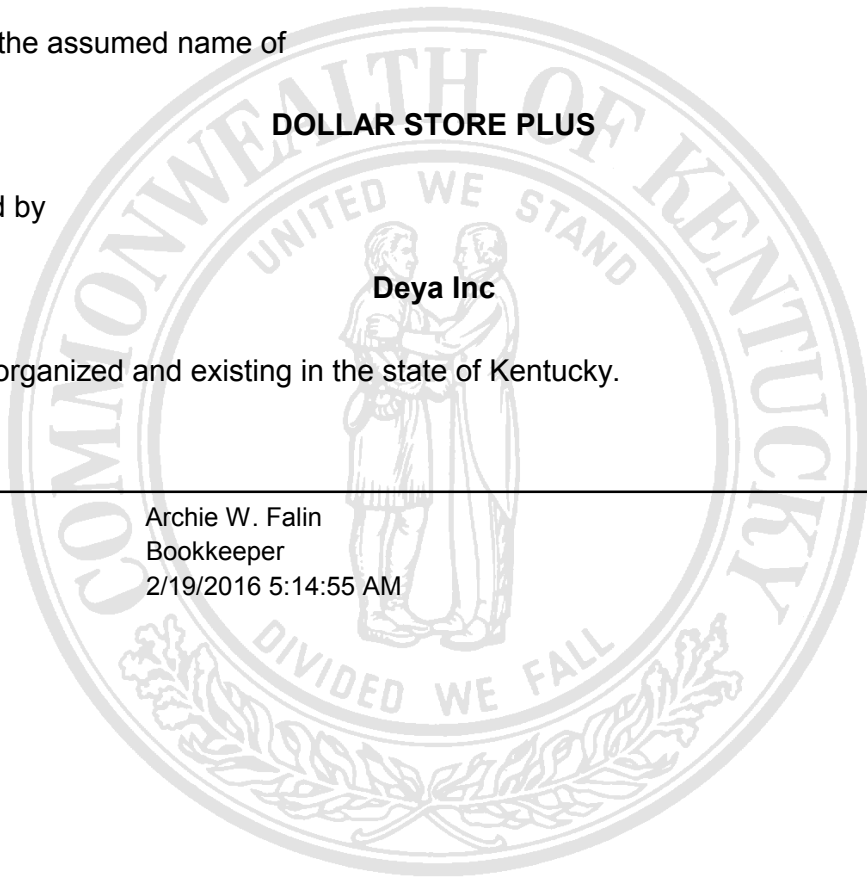 the assumed name of
DOLLAR STORE PLUS
d by
Deya Inc
organized and existing in the state of Kentucky.
Archie W. Falin
Bookkeeper
2/19/2016 5:14:55 AM
COMMONWEALTH OF KENTUCKY
UNITED WE STAND
DIVIDED WE FALL